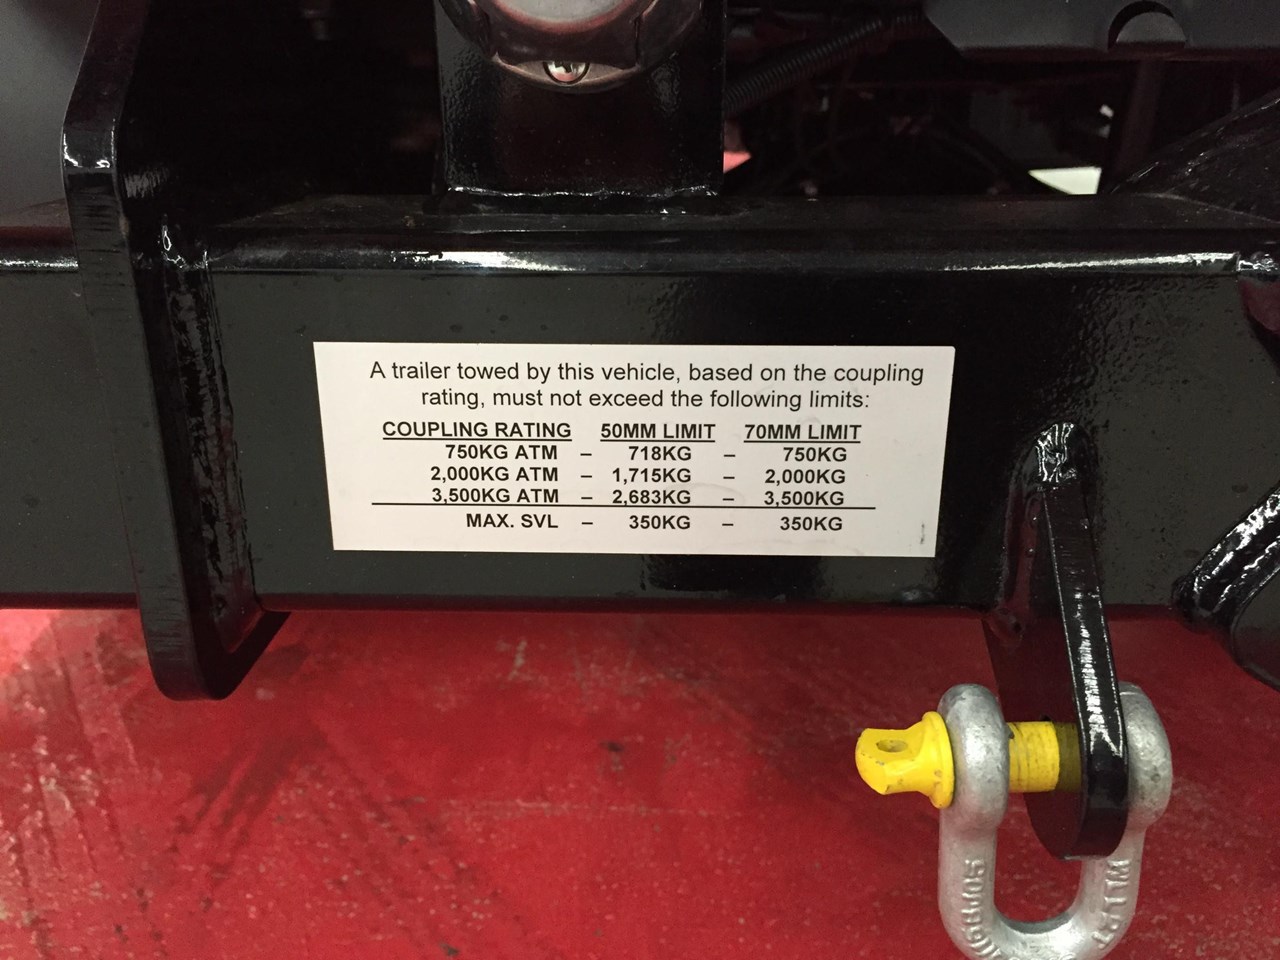 A trailer towed by this vehicle, based on the coupling
rating, must not exceed the following limits:
COUPLING RATING 50MM LIMIT 70MM LIMIT
750KG ATM – 718KG – 750KG
2,000KG ATM – 1,715KG – 2,000KG
3,500KG ATM – 2,683KG – 3,500KG
MAX. SVL – 350KG – 350KG